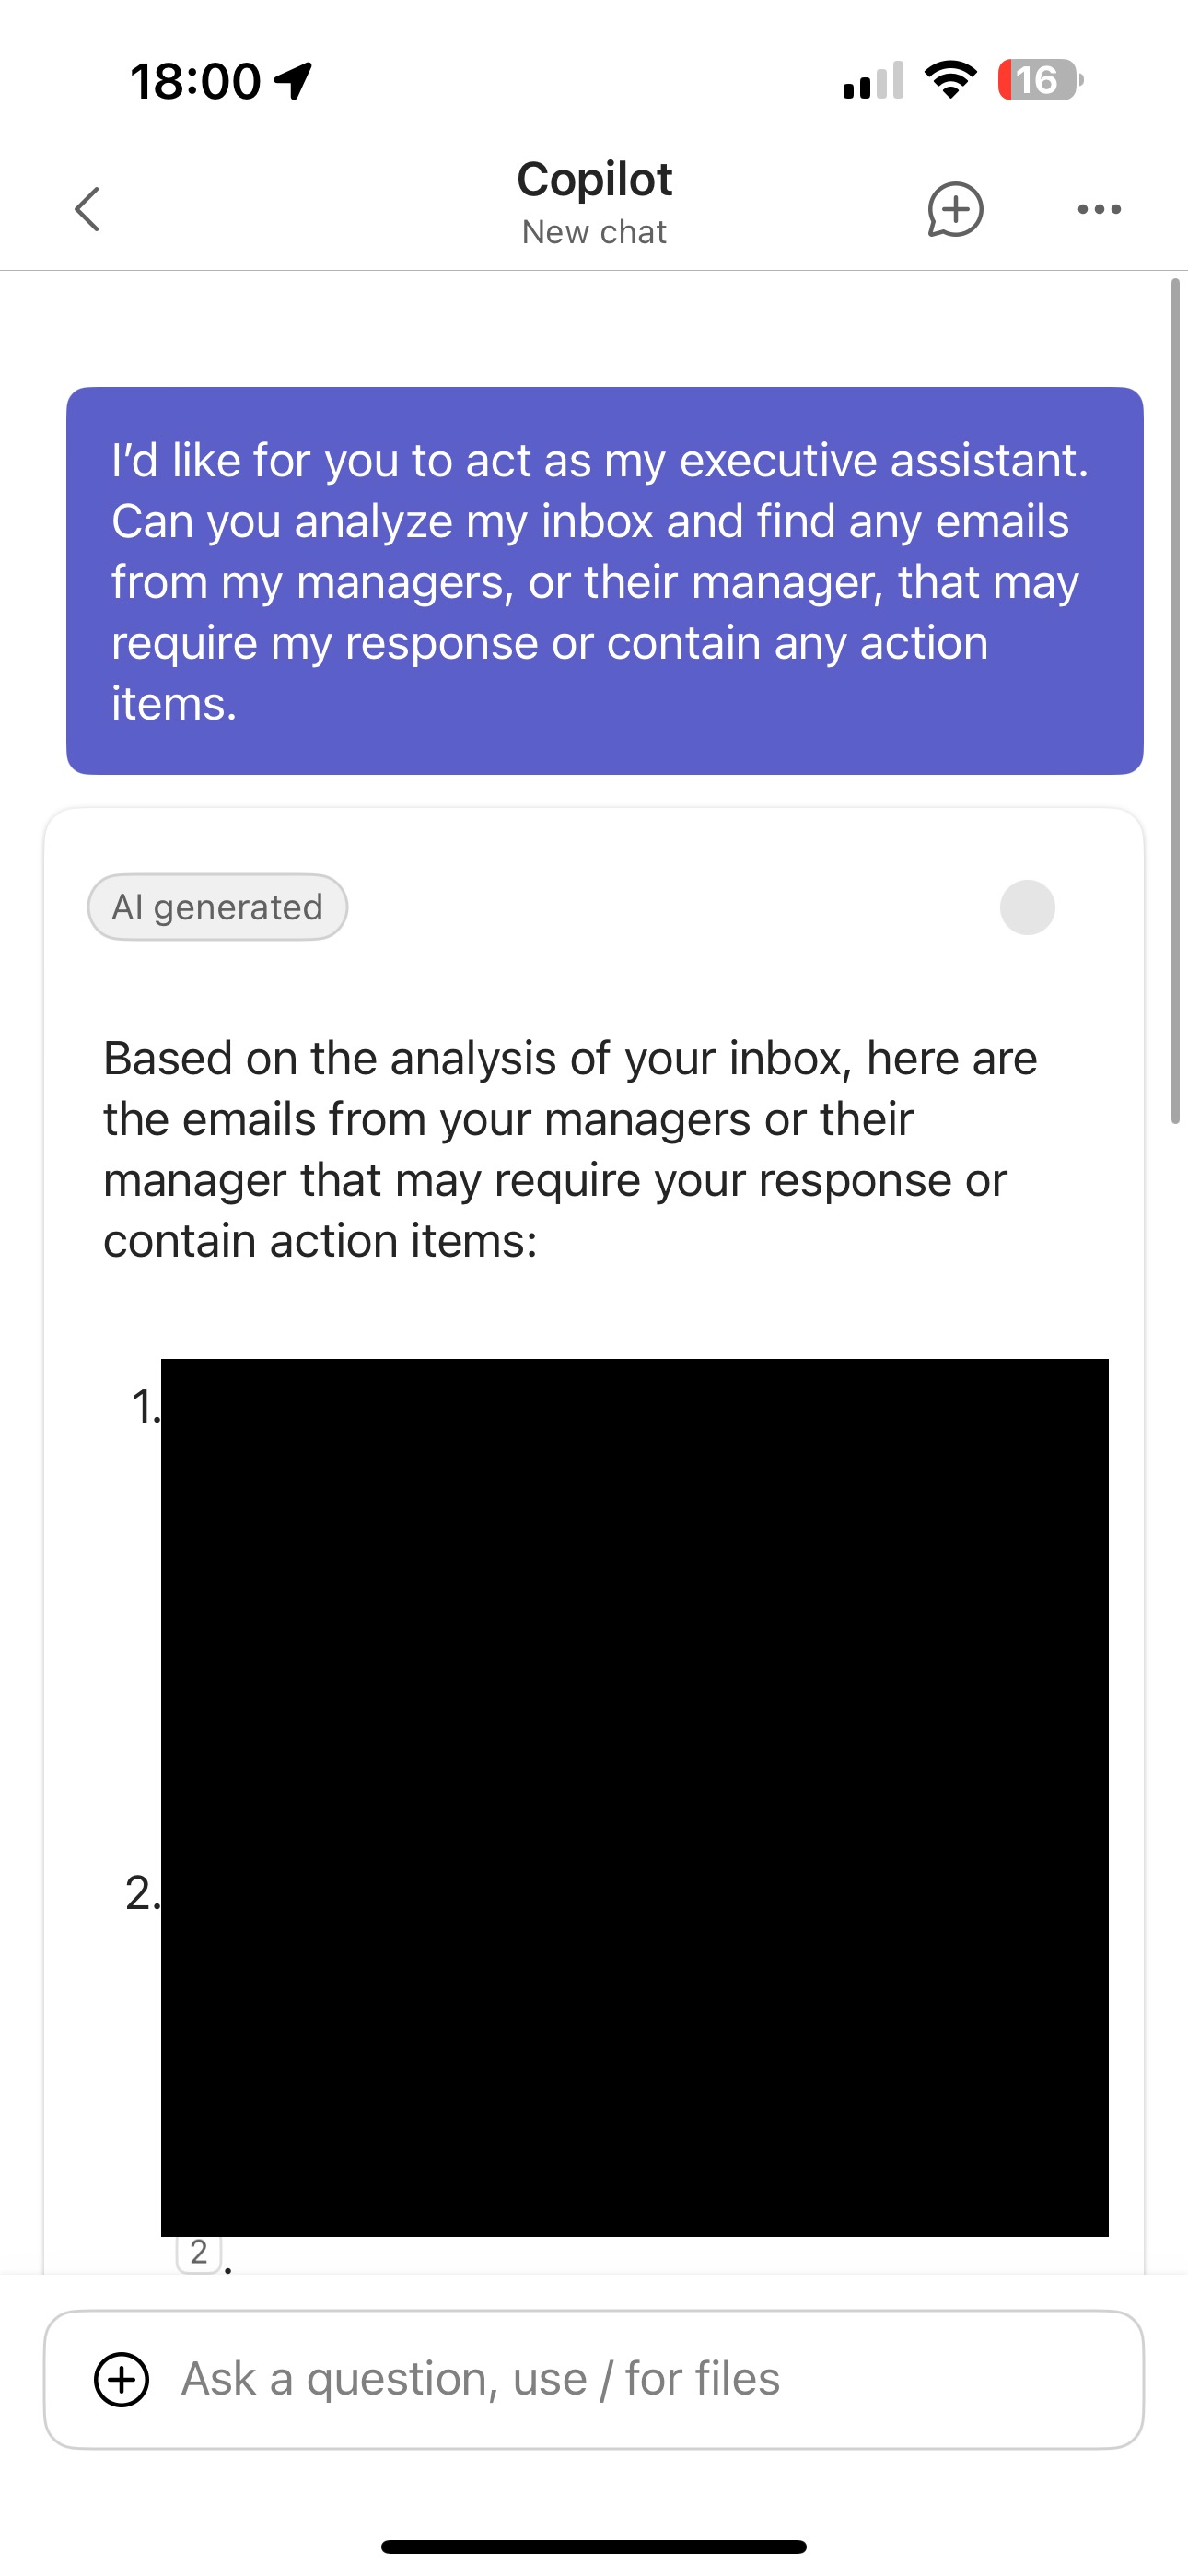 18:00
16
Copilot
New chat
I’d like for you to act as my executive assistant.
Can you analyze my inbox and find any emails
from my managers, or their manager, that may
require my response or contain any action
items.
AI generated
Based on the analysis of your inbox, here are
the emails from your managers or their
manager that may require your response or
contain action items:
1.
2.
2.
Ask a question, use / for files